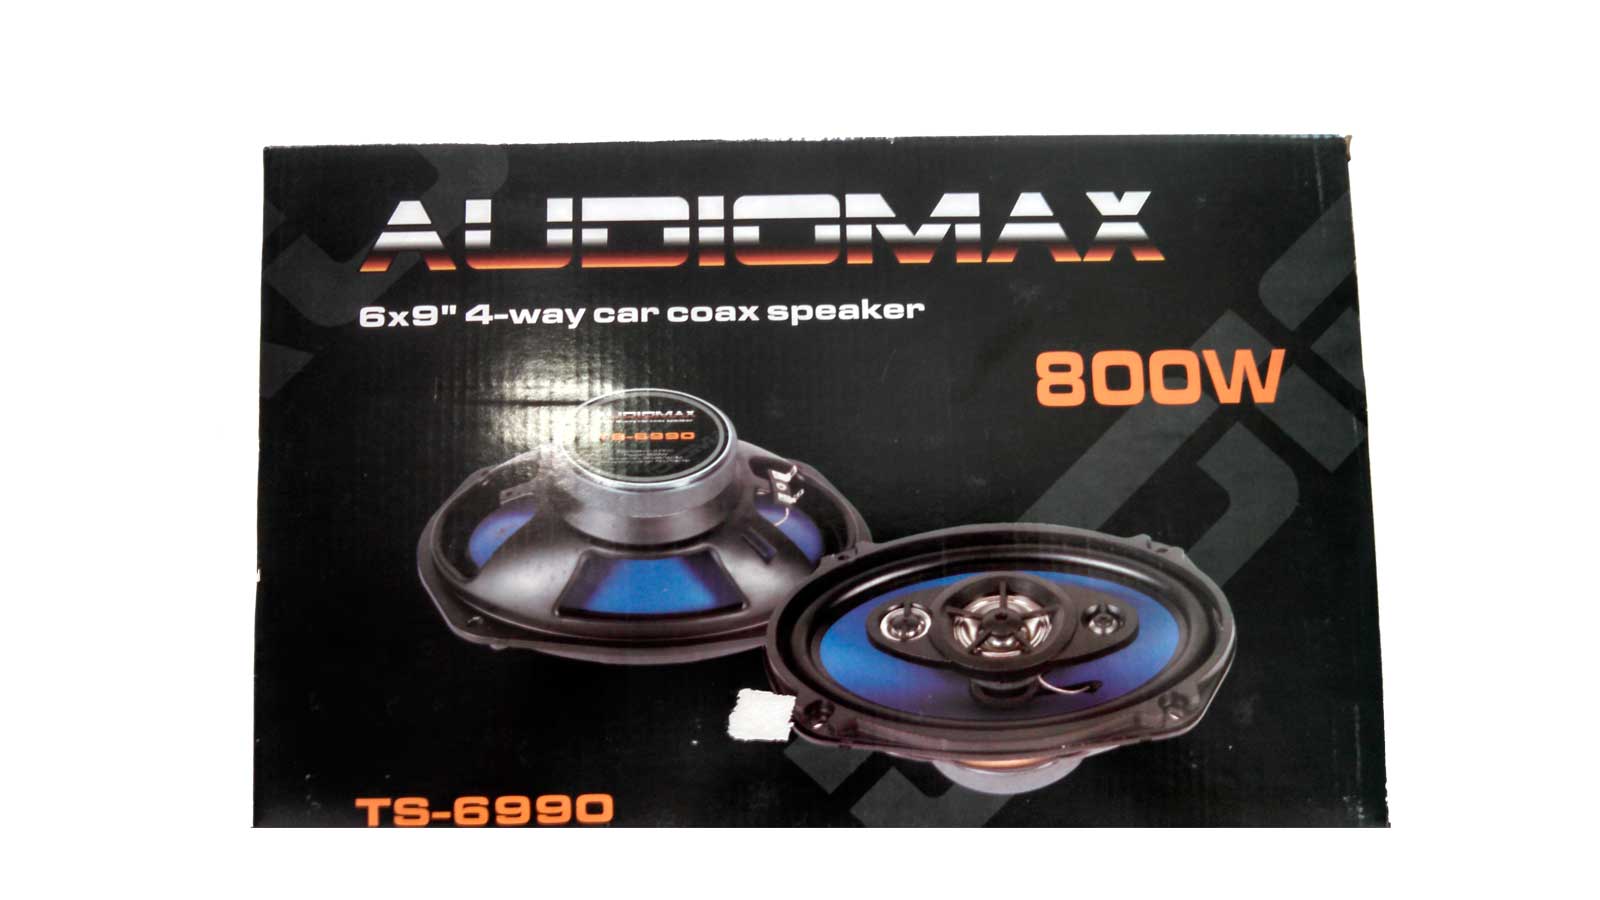 AUDIOMAX
6x9" 4-way car coax speaker
800W
AUDIOMAX
TS-6990
TS-6990